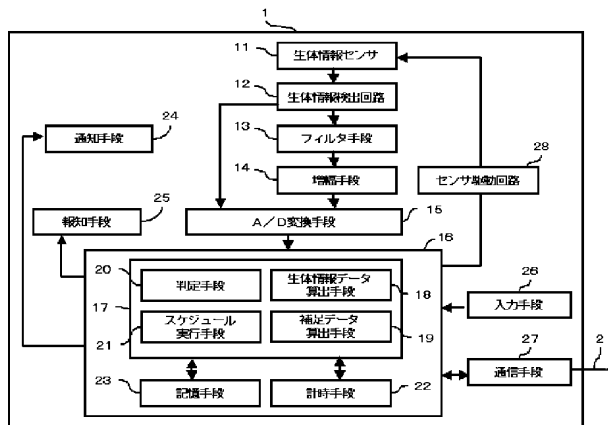 1
11
生体情報センサ
12
生体情報検出回路
24
通知手段
13
フィルタ手段
14
増幅手段
28
センサ駆動回路
25
報知手段
15
A/D変換手段
16
20
判定手段
生体情報データ
算出手段
18
17
26
入力手段
21
スケジュール
実行手段
補足データ
算出手段
19
27
通信手段
2
23
記憶手段
計時手段
22